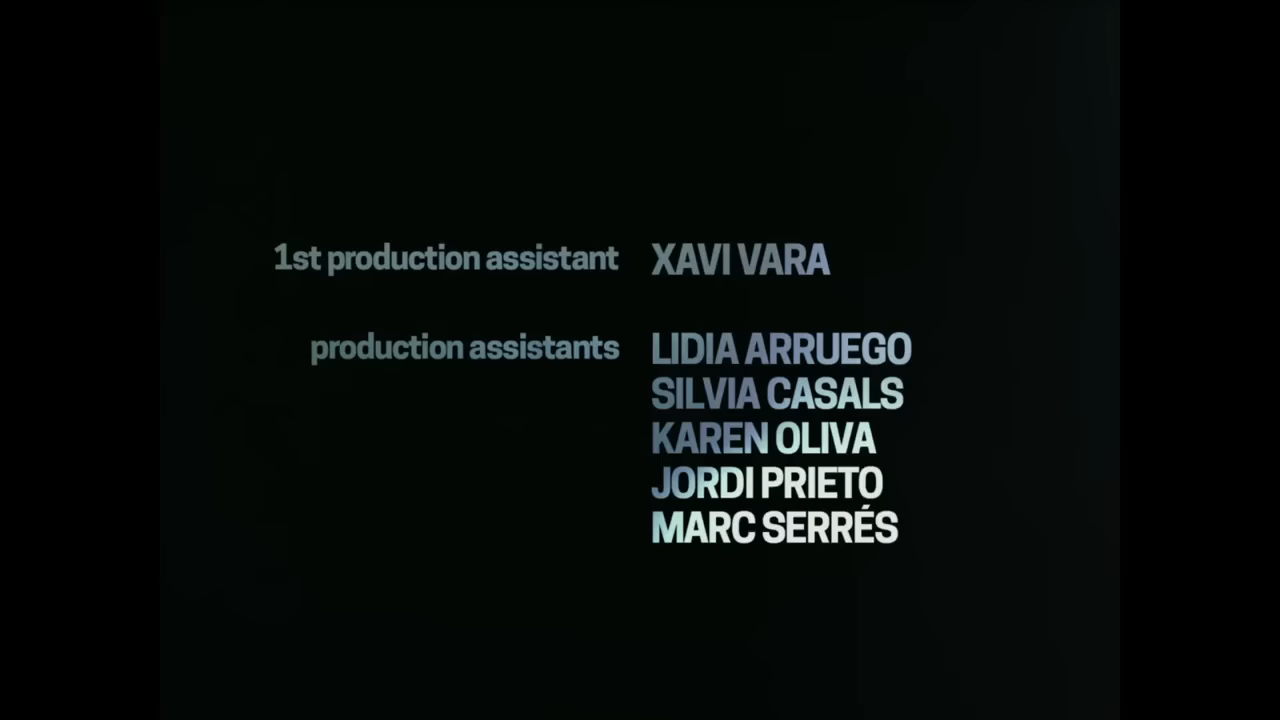 1st production assistant XAVI VARA
production assistants LIDIA ARRUEGO
SILVIA CASALS
KAREN OLIVA
JORDI PRIETO
MARC SERRÉS